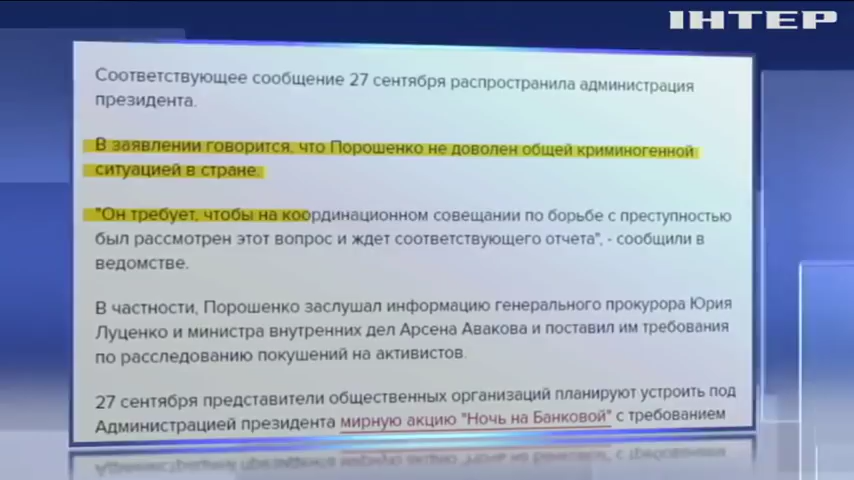 ІНТЕР
Соответствующее сообщение 27 сентября распространила администрация
президента.
В заявлении говорится, что Порошенко не доволен общей криминогенной
ситуацией в стране.
"Он требует, чтобы на координационном совещании по борьбе с преступностью
был рассмотрен этот вопрос и ждет соответствующего отчета", - сообщили в
ведомстве.
В частности, Порошенко заслушал информацию генерального прокурора Юрия
Луценко и министра внутренних дел Арсена Авакова и поставил им требования
по расследованию покушений на активистов.
27 сентября представители общественных организаций планируют устроить под
Администрацией президента мирную акцию "Ночь на Банковой" с требованием